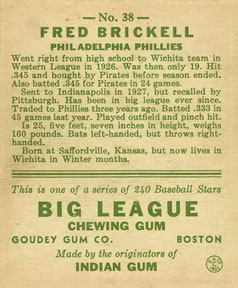 — No. 38 —
FRED BRICKELL
PHILADELPHIA PHILLIES
Went right from high school to Wichita team in
Western League in 1926. Was then only 19. Hit
.345 and bought by Pirates before season ended.
Also batted .345 for Pirates in 24 games.
Sent to Indianapolis in 1927, but recalled by
Pittsburgh. Has been in big league ever since.
Traded to Phillies three years ago. Batted .333 in
45 games last year. Played outfield and pinch hit.
Is 25, five feet, seven inches in height, weighs
160 pounds. Bats left-handed, but throws right-
handed.
Born at Saffordville, Kansas, but now lives in
Wichita in Winter months.
This is one of a series of 240 Baseball Stars
BIG LEAGUE
CHEWING GUM
GOUDEY GUM CO. BOSTON
Made by the originators of
INDIAN GUM